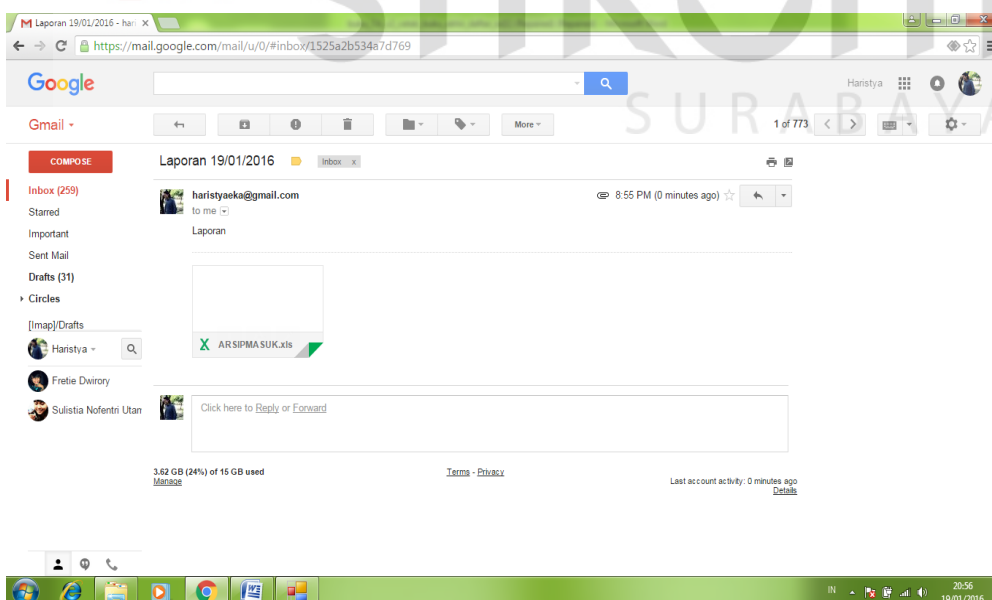 Laporan 19/01/2016 - hari
https://mail.google.com/mail/u/0/#inbox/1525a2b534a7d769
Google
Haristya
SURABAYA
Gmail
More
1 of 773
COMPOSE
Laporan 19/01/2016
Inbox x
Inbox (259)
Starred
Important
Sent Mail
Drafts (31)
Circles
[Imap]/Drafts
Haristya
Fretie Dwirory
Sulistia Nofentri Utam
haristyaeka@gmail.com
8:55 PM (0 minutes ago)
to me
Laporan
X ARSIPMASUK.xls
Click here to Reply or Forward
3.62 GB (24%) of 15 GB used
Manage
Terms - Privacy
Last account activity: 0 minutes ago
Details
IN
20:56
19/01/2016